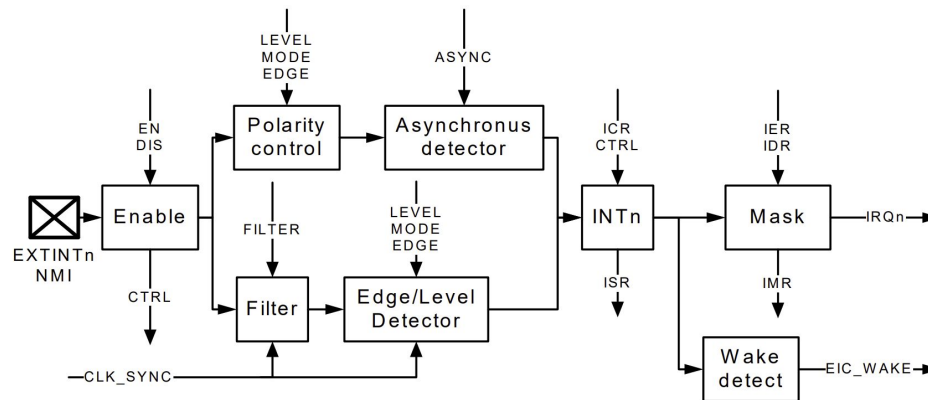 LEVEL
MODE
EDGE
ASYNC
EN
DIS
Polarity
control
Asynchronus
detector
ICR
CTRL
IER
IDR
Enable
FILTER
LEVEL
MODE
EDGE
INTn
Mask
IRQn
EXTINTn
NMI
CTRL
Filter
Edge/Level
Detector
ISR
IMR
CLK_SYNC
Wake
detect
EIC_WAKE